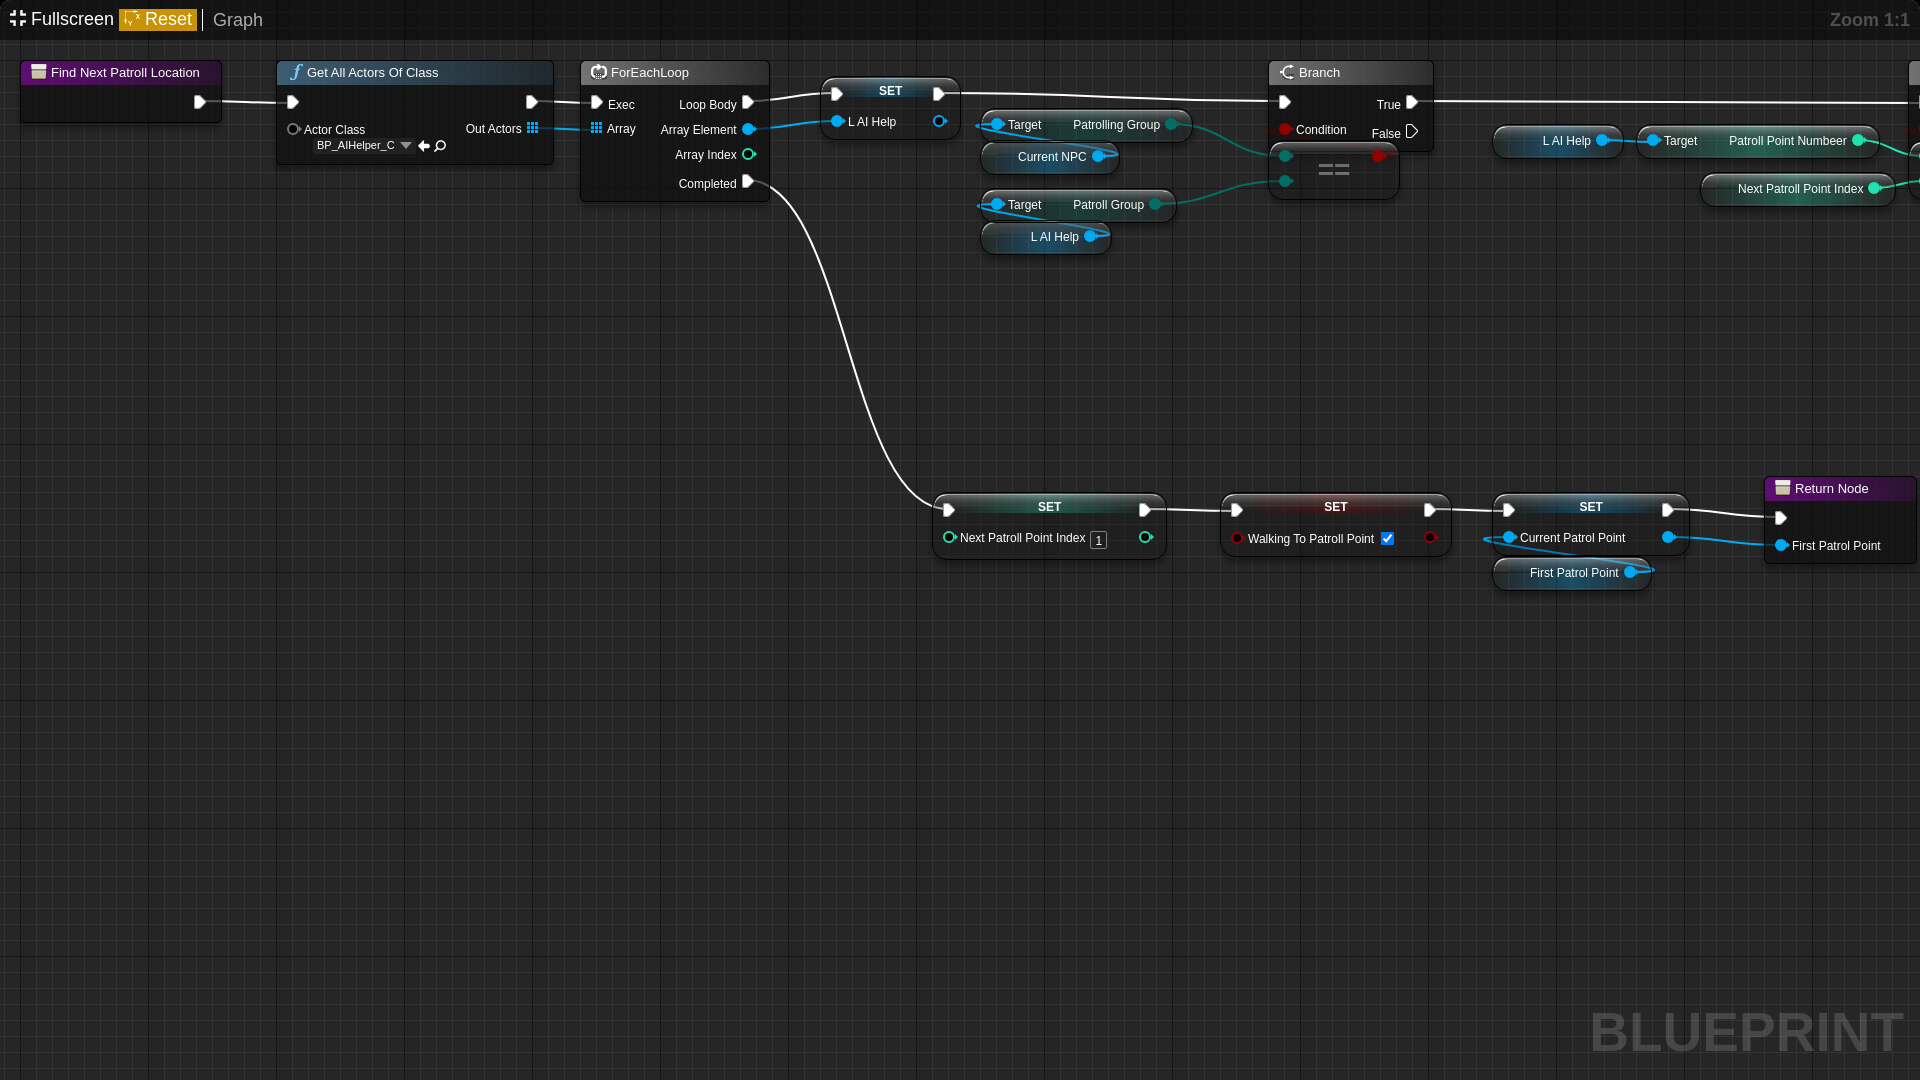 Fullscreen Reset Graph Zoom 1:1
Find Next Patroll Location
Get All Actors Of Class
Actor Class
BP_AIHelper_C
Out Actors
ForEachLoop
Exec Loop Body
Array Array Element
Array Index
Completed
SET
L AI Help
Target Patrolling Group
Current NPC
Target Patroll Group
L AI Help
Branch
True
Condition
False
==
L AI Help
Target Patroll Point Numbeer
Next Patroll Point Index
SET
Next Patroll Point Index 1
SET
Walking To Patroll Point
SET
Current Patrol Point
First Patrol Point
Return Node
First Patrol Point
BLUEPRINT